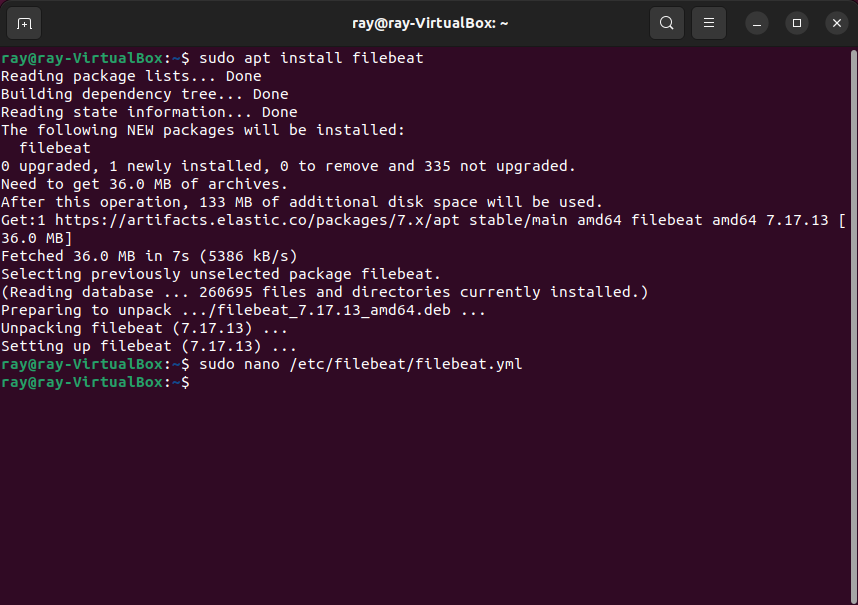 ray@ray-VirtualBox: ~
ray@ray-VirtualBox:~$ sudo apt install filebeat
Reading package lists... Done
Building dependency tree... Done
Reading state information... Done
The following NEW packages will be installed:
  filebeat
0 upgraded, 1 newly installed, 0 to remove and 335 not upgraded.
Need to get 36.0 MB of archives.
After this operation, 133 MB of additional disk space will be used.
Get:1 https://artifacts.elastic.co/packages/7.x/apt stable/main amd64 filebeat amd64 7.17.13 [
36.0 MB]
Fetched 36.0 MB in 7s (5386 kB/s)
Selecting previously unselected package filebeat.
(Reading database ... 260695 files and directories currently installed.)
Preparing to unpack .../filebeat_7.17.13_amd64.deb ...
Unpacking filebeat (7.17.13) ...
Setting up filebeat (7.17.13) ...
ray@ray-VirtualBox:~$ sudo nano /etc/filebeat/filebeat.yml
ray@ray-VirtualBox:~$